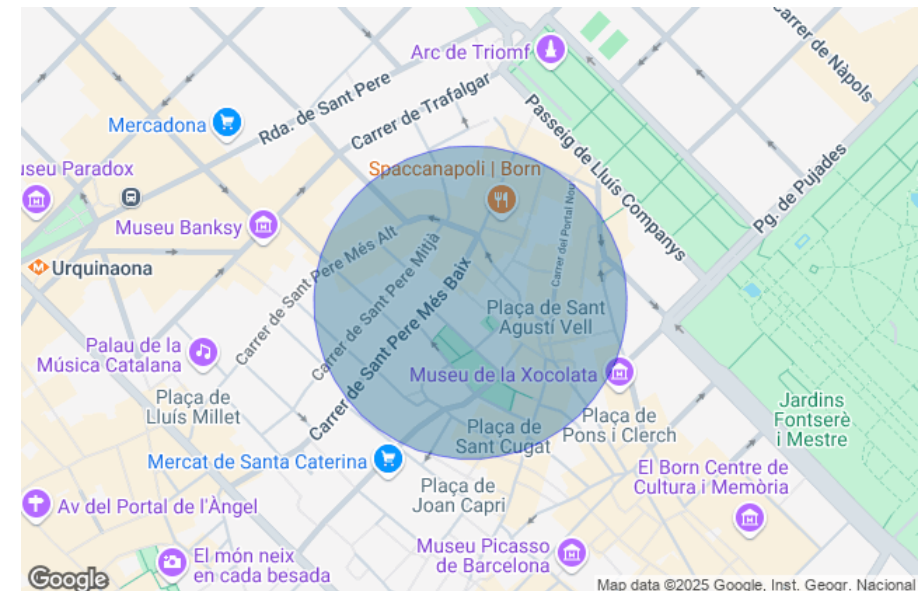 Arc de Triomf
Carrer de Nàpols
Rda. de Sant Pere
Carrer de Trafalgar
Mercadona
Passeig de Lluís Companys
Pg. de Pujades
useu Paradox
Spaccanapoli | Born
Museu Banksy
Carrer del Portal Nou
Carrer de Sant Pere Més Alt
Carrer de Sant Pere Mitjà
Carrer de Sant Pere Més Baix
Urquinaona
Plaça de Sant
Agustí Vell
Palau de la
Música Catalana
Museu de la Xocolata
Plaça de
Lluís Millet
Jardins
Fontserè
i Mestre
Plaça de
Sant Cugat
Plaça de
Pons i Clerch
Mercat de Santa Caterina
El Born Centre de
Cultura i Memòria
Plaça de
Joan Capri
Av del Portal de l'Àngel
Museu Picasso
de Barcelona
El món neix
en cada besada
Google
Map data ©2025 Google, Inst. Geogr. Nacional